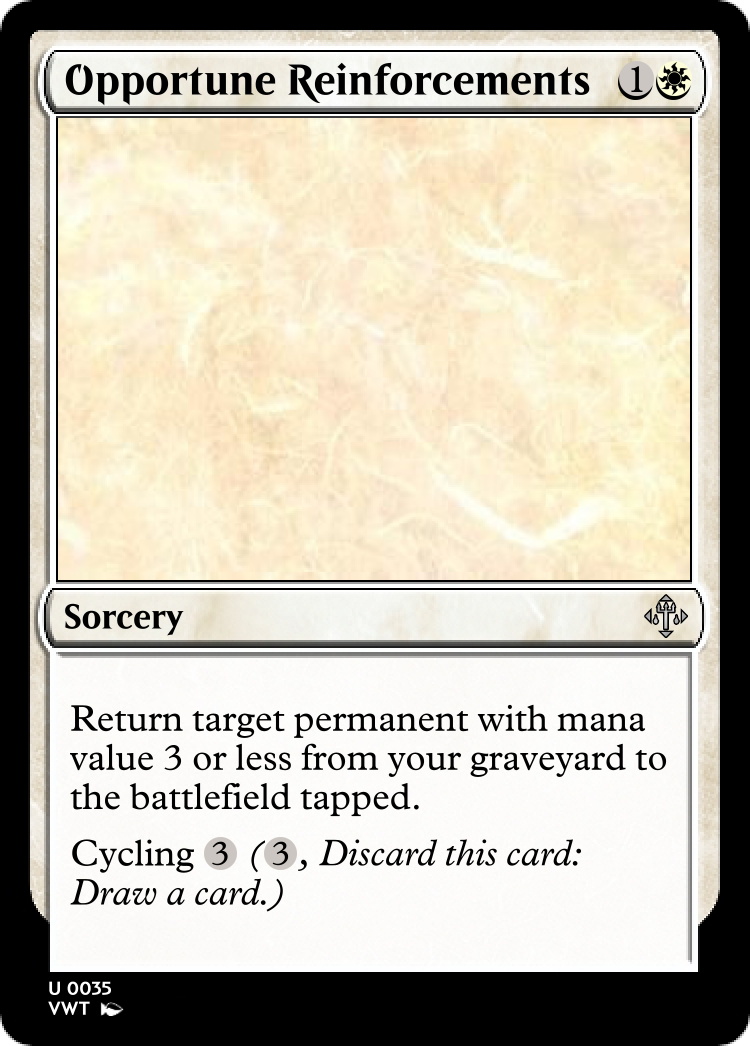 Opportune Reinforcements 1
Sorcery
Return target permanent with mana
value 3 or less from your graveyard to
the battlefield tapped.
Cycling 3 (3, Discard this card:
Draw a card.)
U 0035
VWT